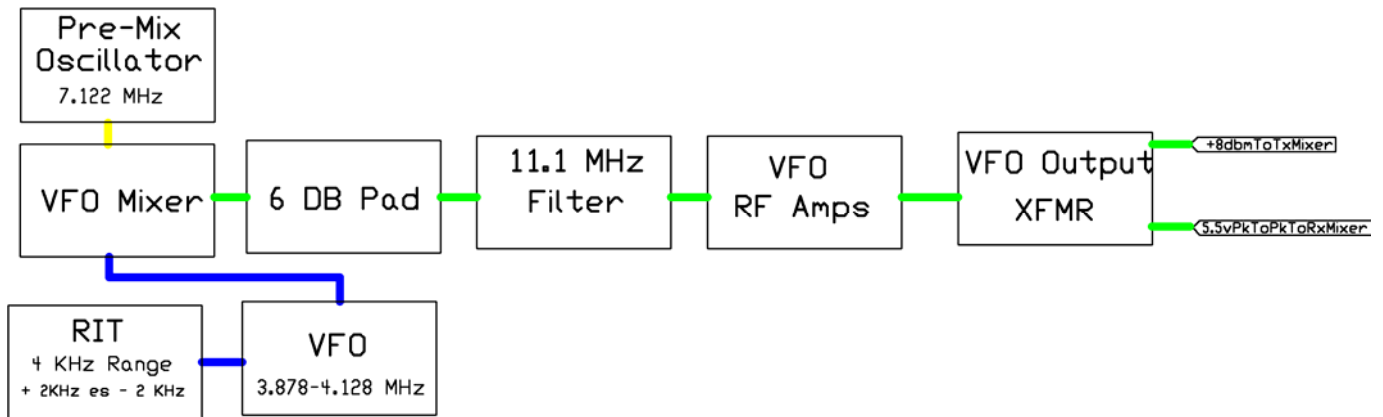 Pre-Mix
Oscillator
7.122 MHz
VFO Mixer
6 DB Pad
11.1 MHz
Filter
VFO
RF Amps
VFO Output
XFMR
+8dbmToTxMixer
5.5vPkToPkToRxMixer
RIT
4 KHz Range
+ 2KHz es - 2 KHz
VFO
3.878-4.128 MHz